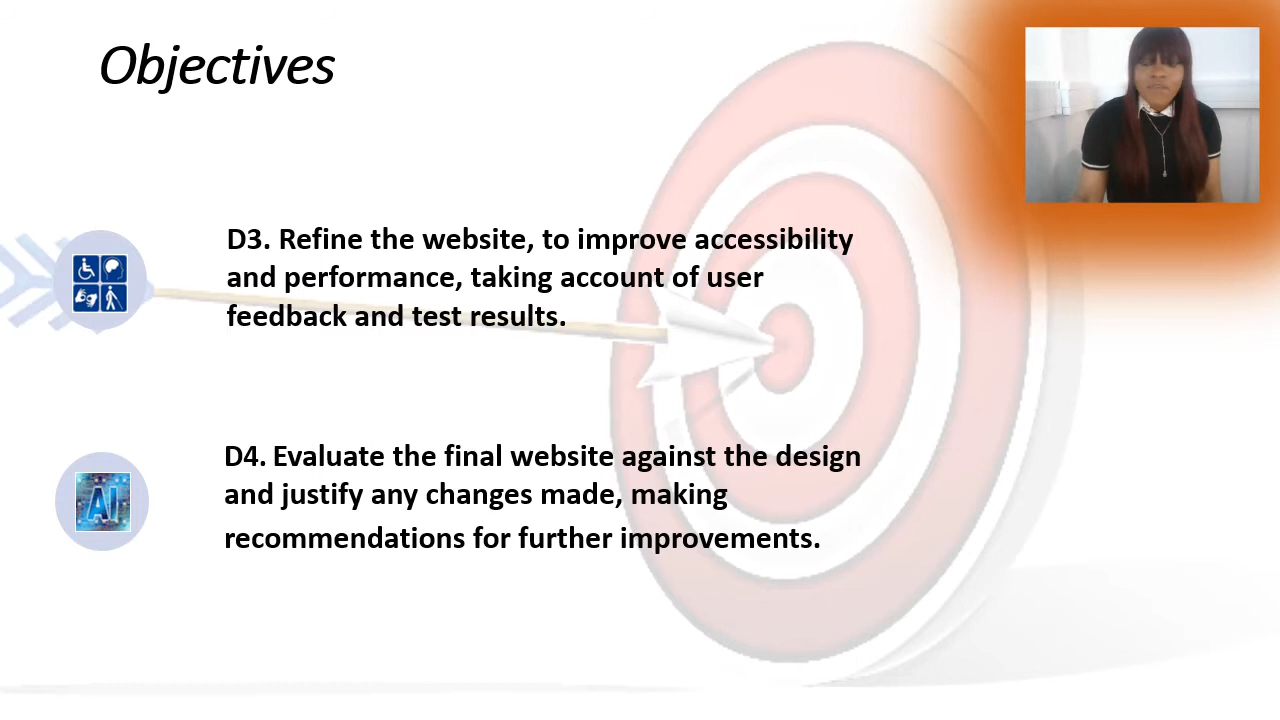 Objectives
D3. Refine the website, to improve accessibility
and performance, taking account of user
feedback and test results.
AI
D4. Evaluate the final website against the design
and justify any changes made, making
recommendations for further improvements.